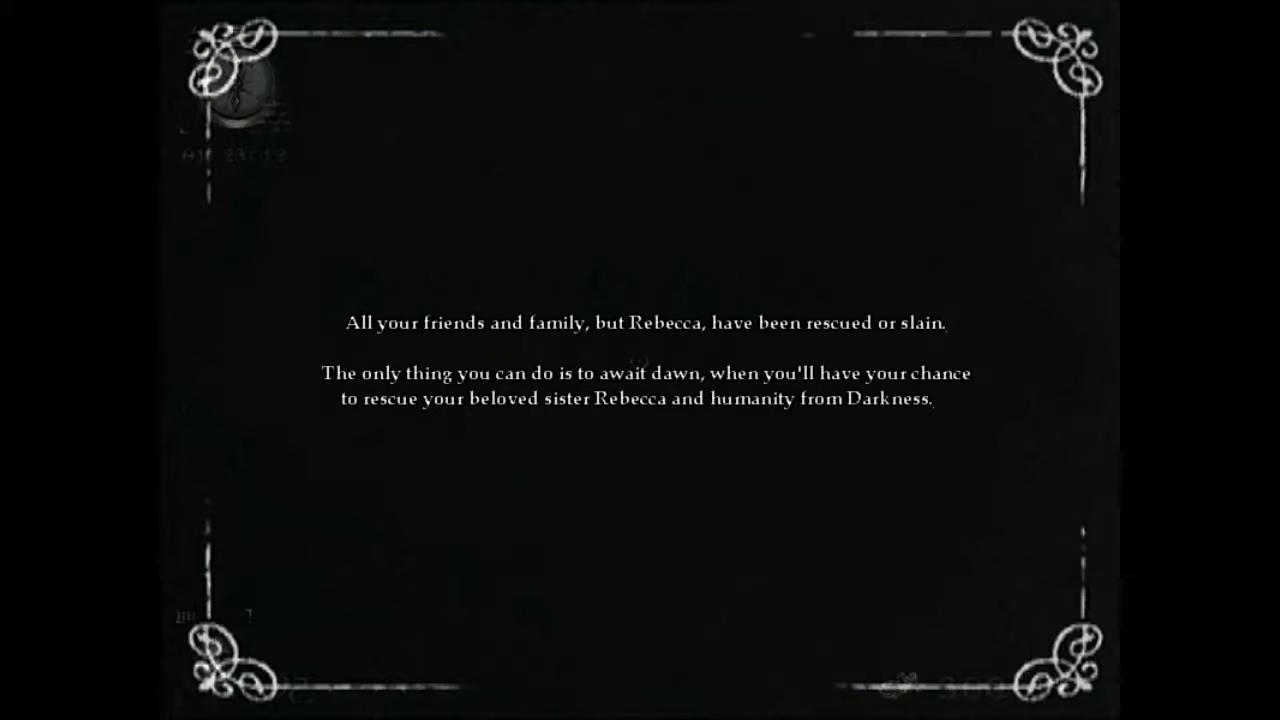 All your friends and family, but Rebecca, have been rescued or slain.
The only thing you can do is to await dawn, when you'll have your chance
to rescue your beloved sister Rebecca and humanity from Darkness.